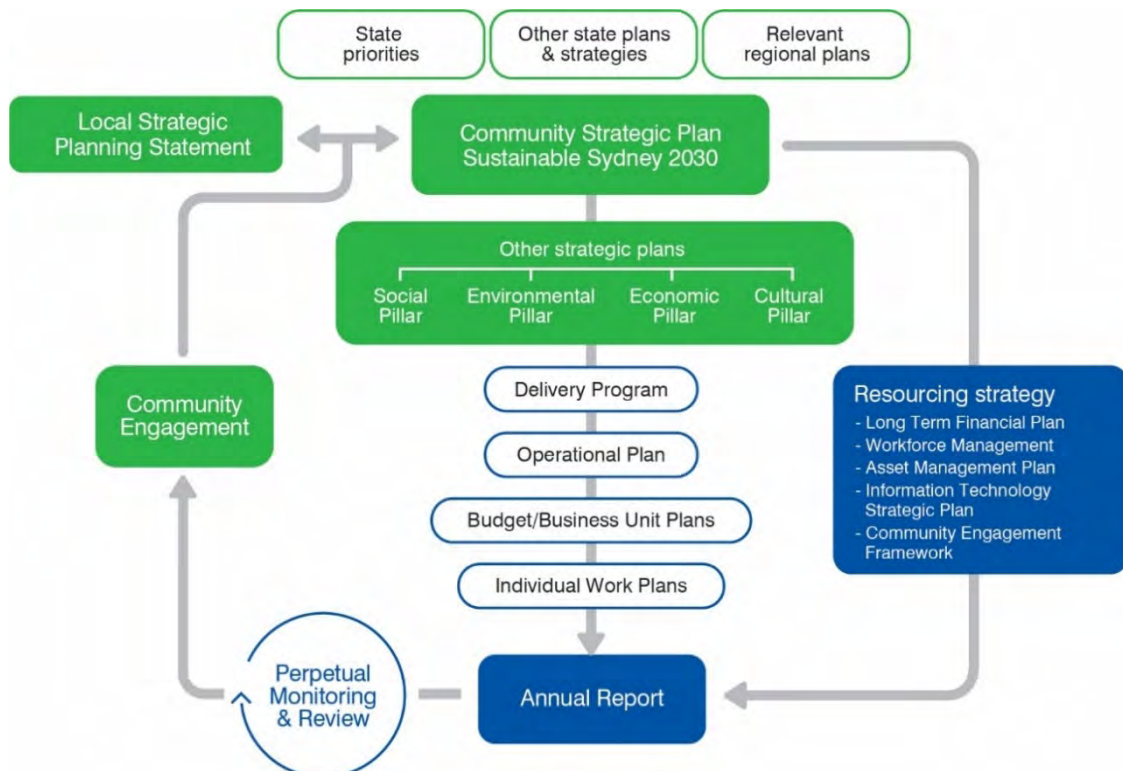 State
priorities
Other state plans
& strategies
Relevant
regional plans
Local Strategic
Planning Statement
Community Strategic Plan
Sustainable Sydney 2030
Other strategic plans
Social
Pillar
Environmental
Pillar
Economic
Pillar
Cultural
Pillar
Community
Engagement
Delivery Program
Operational Plan
Budget/Business Unit Plans
Individual Work Plans
Resourcing strategy
- Long Term Financial Plan
- Workforce Management
- Asset Management Plan
- Information Technology
Strategic Plan
- Community Engagement
Framework
Perpetual
Monitoring
& Review
Annual Report